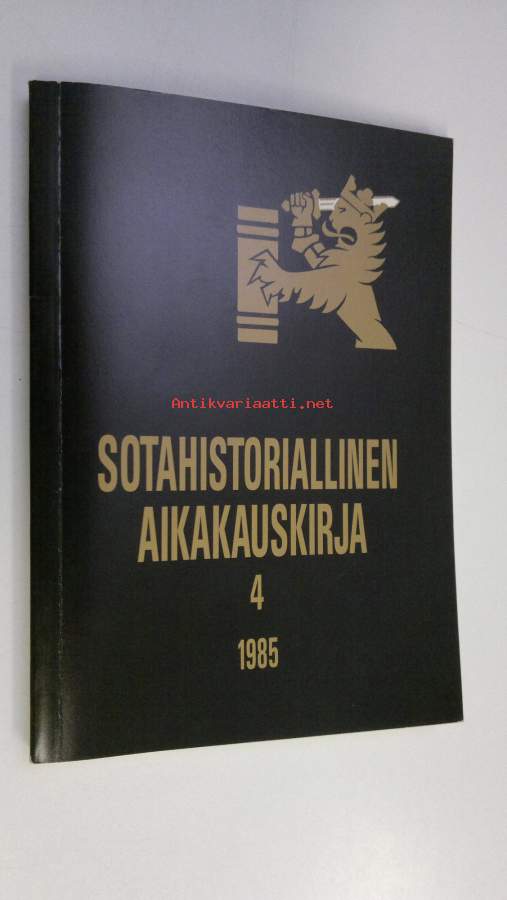 Antikvariaatti.net
SOTAHISTORIALLINEN
AIKAKAUSKIRJA
4
1985